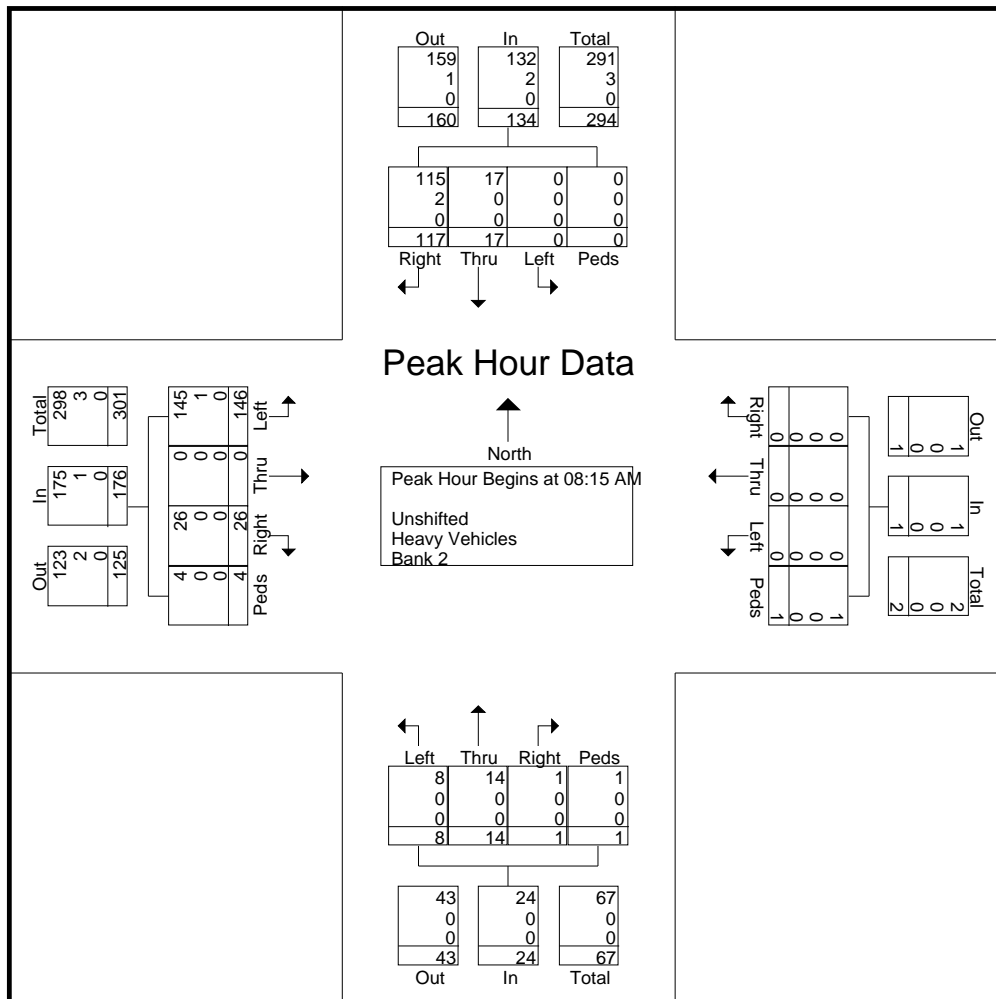 Out In Total
159 132 291
1 2 3
0 0 0
160 134 294
115 17 0 0
2 0 0 0
0 0 0 0
117 17 0 0
Right Thru Left Peds
Peak Hour Data
North
Peak Hour Begins at 08:15 AM
Unshifted
Heavy Vehicles
Bank 2
Total
298 3 0 301
In
175 1 0 176
Out
123 2 0 125
145 1 0 146
Left
0 0 0 0
Thru
26 0 0 26
Right
4 0 0 4
Peds
Right
0 0 0 0
Thru
0 0 0 0
Left
0 0 0 0
Peds
1 0 0 1
Out
1 0 0 1
In
1 0 0 1
Total
2 0 0 2
Left Thru Right Peds
8 14 1 1
0 0 0 0
0 0 0 0
8 14 1 1
43 24 67
0 0 0
0 0 0
43 24 67
Out In Total